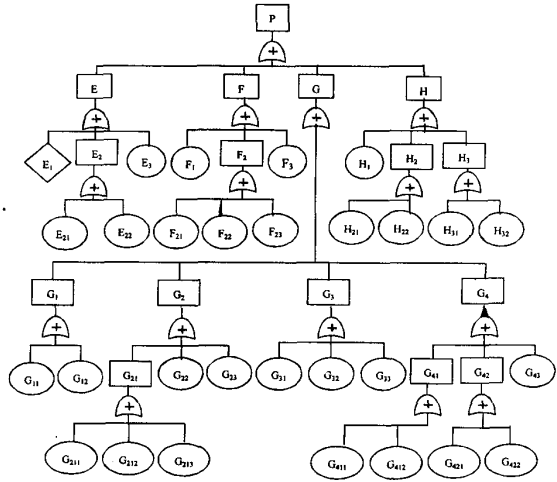 P
+
E F G H
+ + + +
E₁ E₂ E₃ F₁ F₂ F₃ H₁ H₂ H₃
+ + + +
E₂₁ E₂₂ F₂₁ F₂₂ F₂₃ H₂₁ H₂₂ H₃₁ H₃₂
G₁ G₂ G₃ G₄
+ + + +
G₁₁ G₁₂ G₂₁ G₂₂ G₂₃ G₃₁ G₃₂ G₃₃ G₄₁ G₄₂ G₄₃
+ + +
G₂₁₁ G₂₁₂ G₂₁₃ G₄₁₁ G₄₁₂ G₄₂₁ G₄₂₂